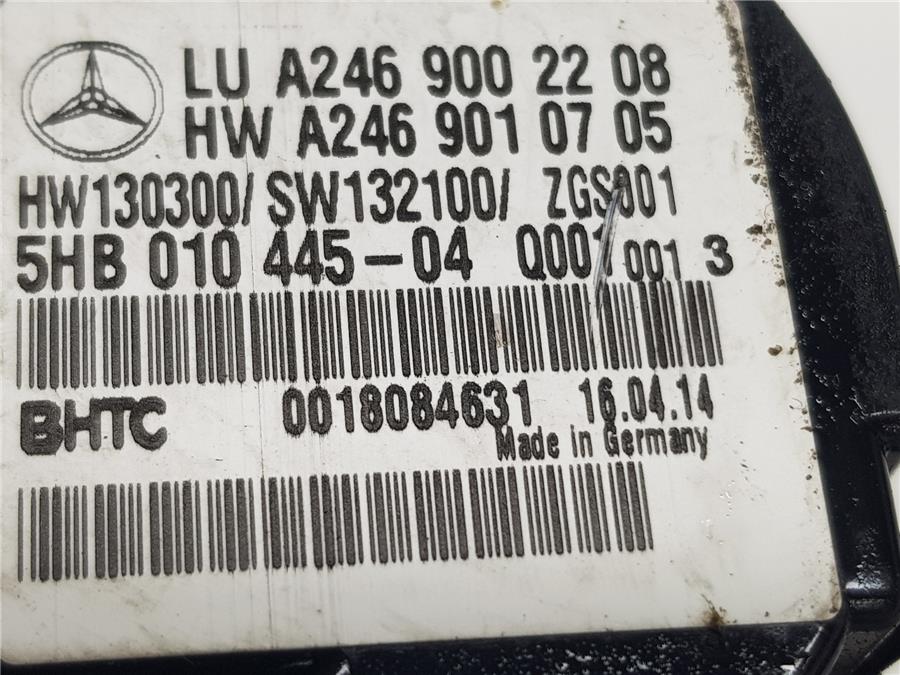 LU A246 900 22 08
HW A246 901 07 05
HW130300/ SW132100/ ZGS001
5HB 010 445-04 Q001 001 3
BHTC 0018084631 16.04.14
Made in Germany